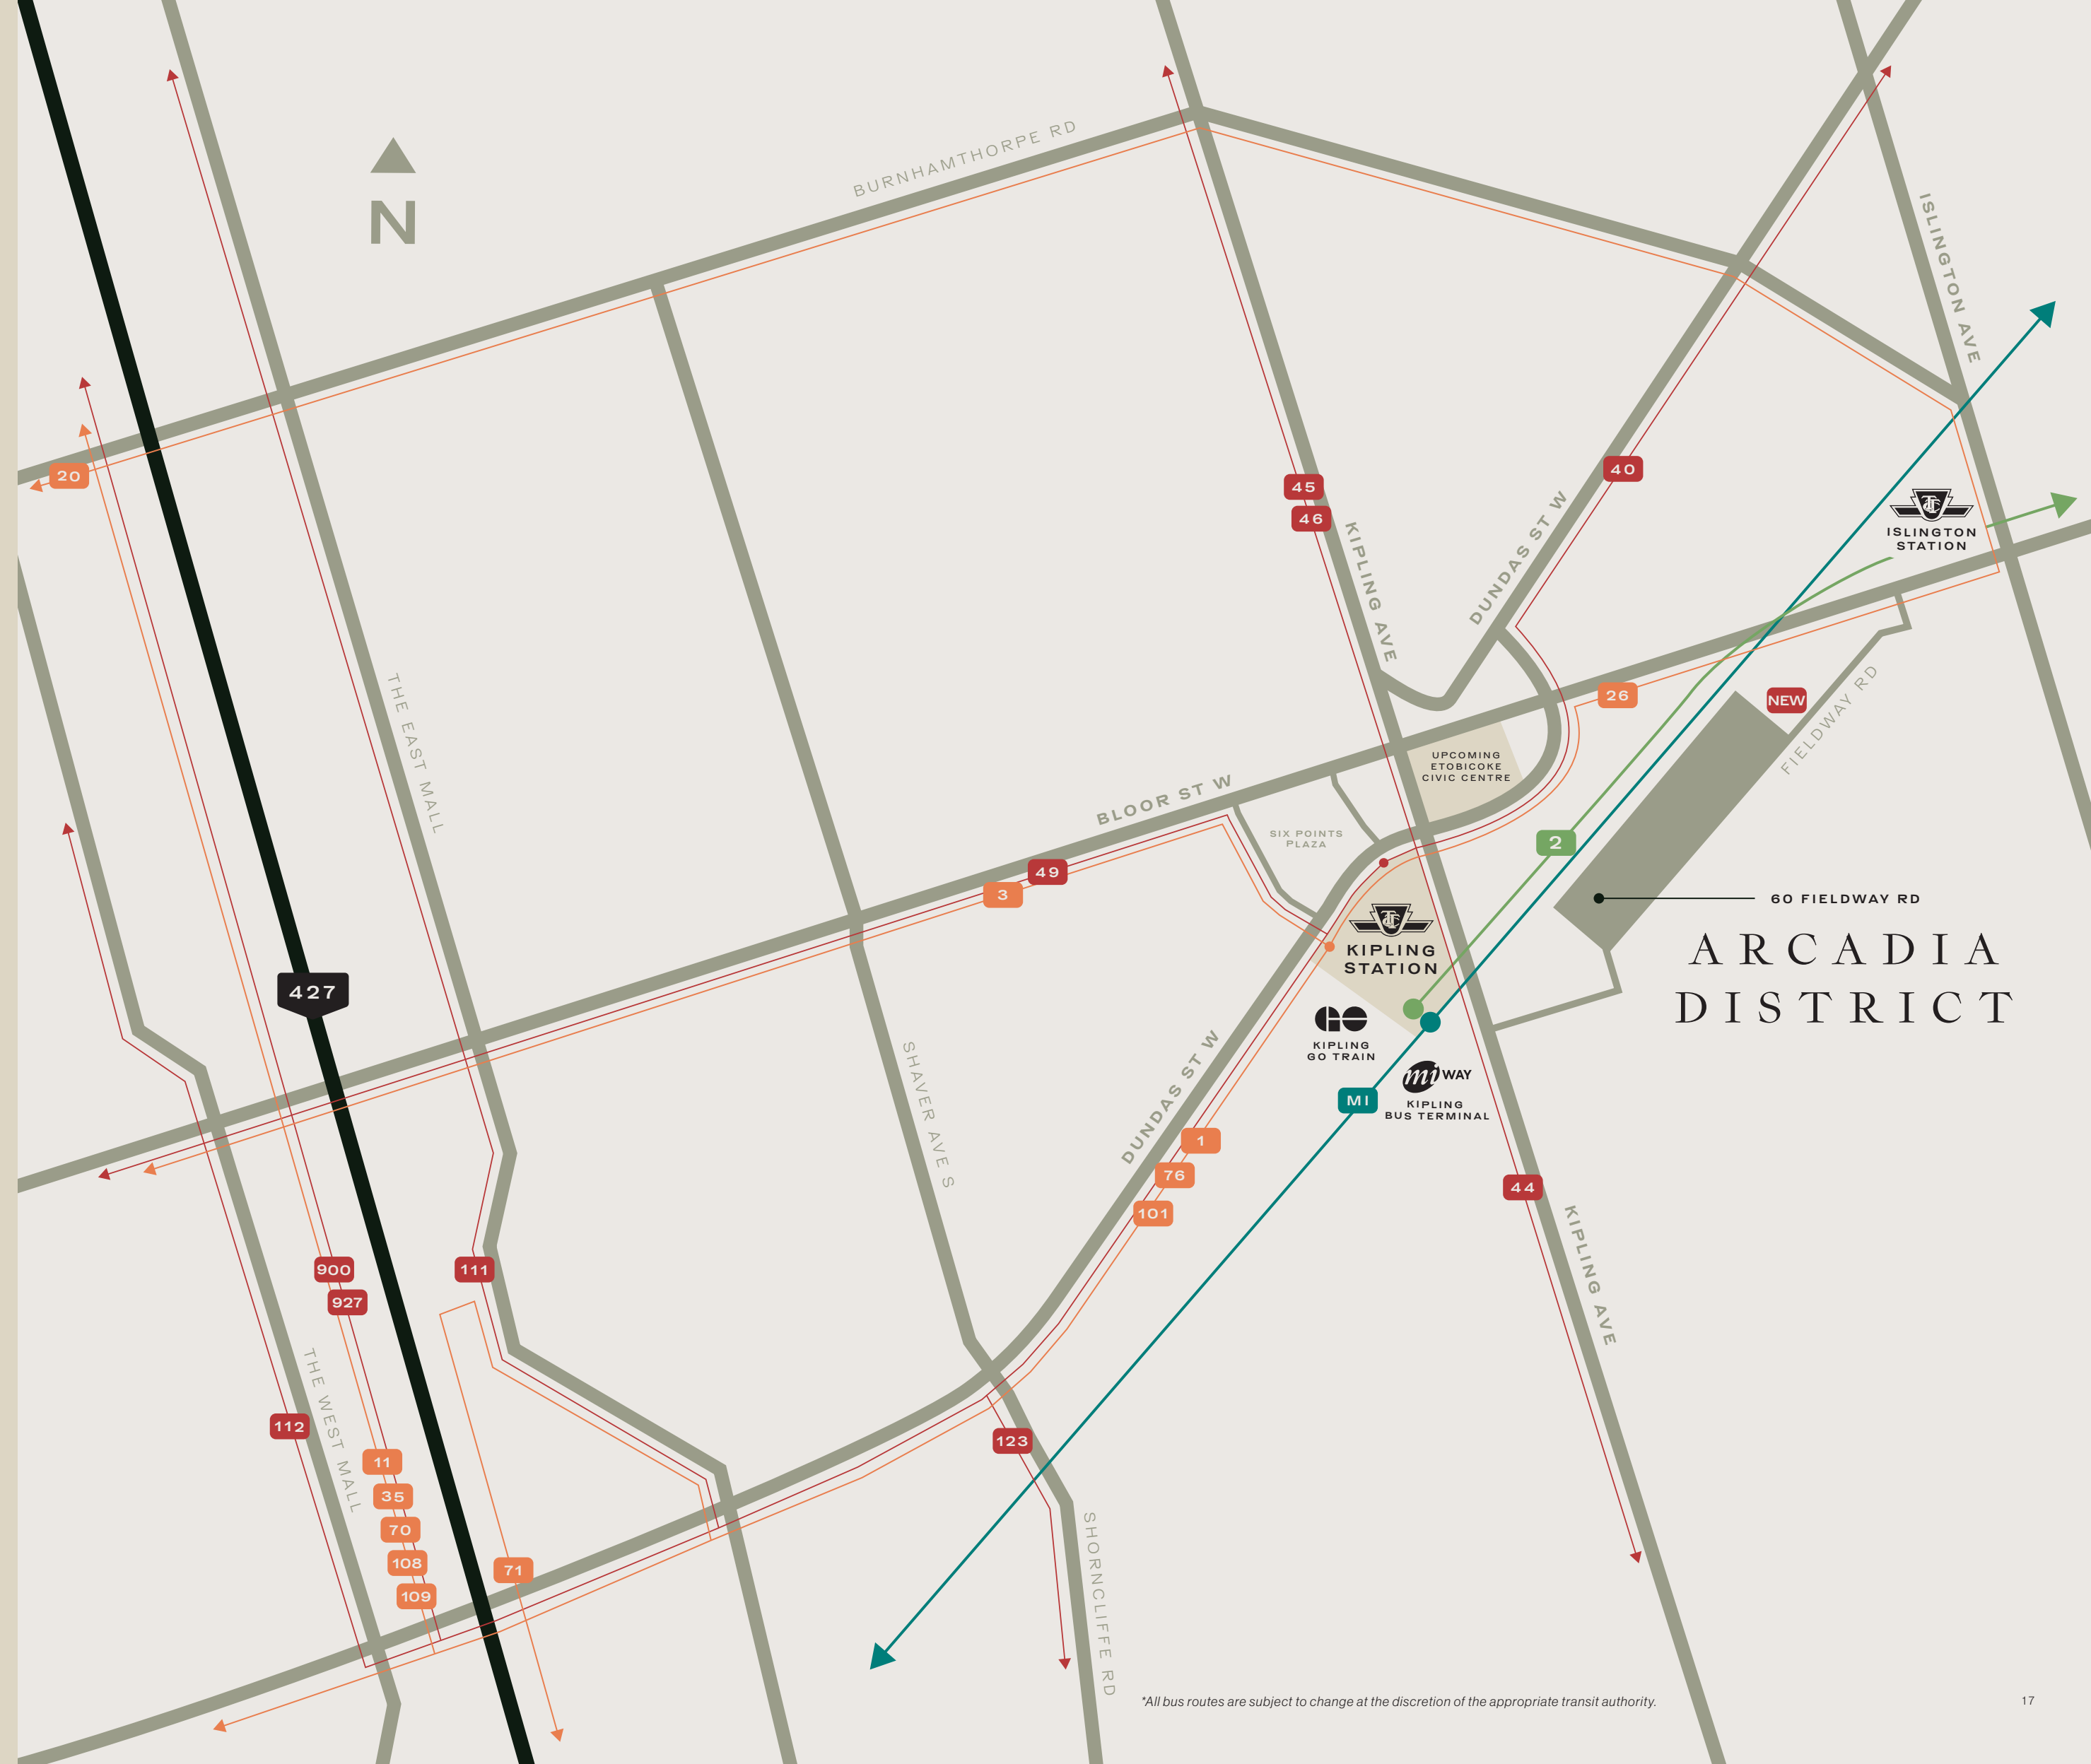 BURNHAMTHORPE RD
N
ISLINGTON AVE
20
45
46
40
KIPLING AVE
DUNDAS ST W
ISLINGTON
STATION
THE EAST MALL
26
NEW
FIELDWAY RD
UPCOMING
ETOBICOKE
CIVIC CENTRE
BLOOR ST W
SIX POINTS
PLAZA
2
49
3
60 FIELDWAY RD
ARCADIA
DISTRICT
KIPLING
STATION
427
GO
KIPLING
GO TRAIN
mi WAY
KIPLING
BUS TERMINAL
MI
SHAVER AVE S
DUNDAS ST W
1
76
101
44
KIPLING AVE
900
927
111
THE WEST MALL
112
123
11
35
70
108
109
71
SHORNCLIFFE RD
*All bus routes are subject to change at the discretion of the appropriate transit authority.
17